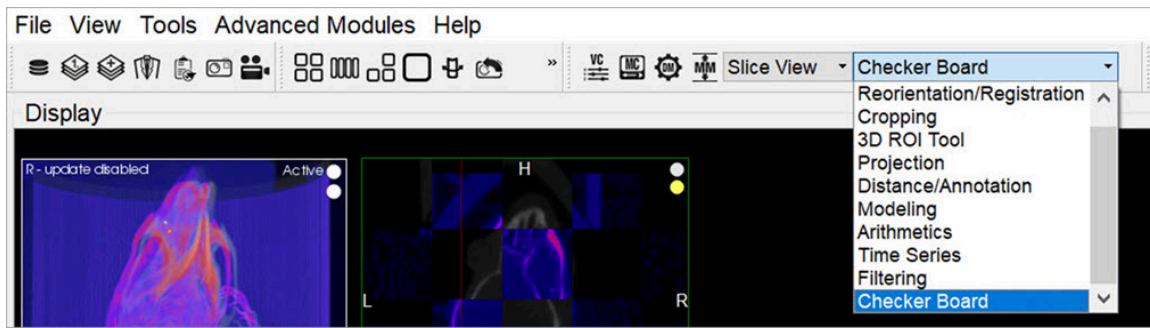 File View Tools Advanced Modules Help
1 + VC MC DM MM » Slice View Checker Board
Display
R - update disabled Active
H
L R
Reorientation/Registration
Cropping
3D ROI Tool
Projection
Distance/Annotation
Modeling
Arithmetics
Time Series
Filtering
Checker Board